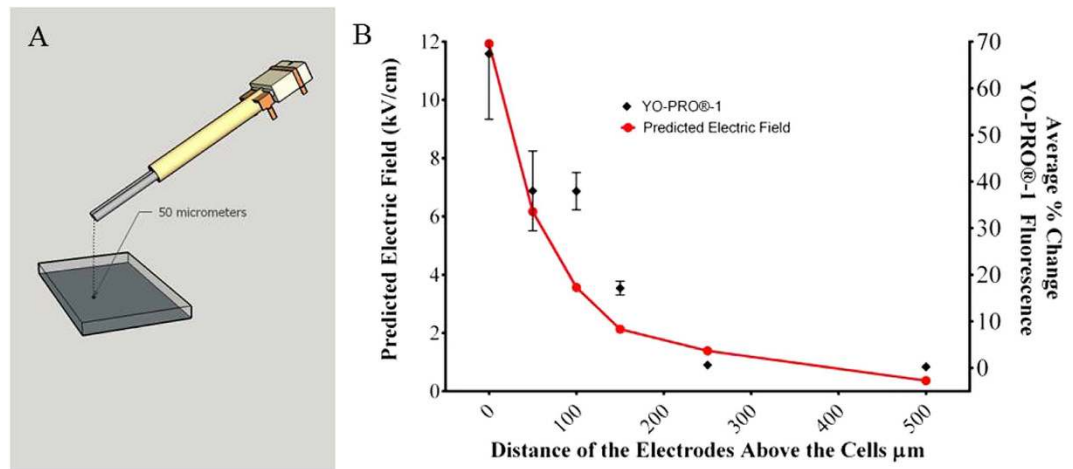 A
50 micrometers
B
Predicted Electric Field (kV/cm)
12
10
8
6
4
2
0
YO-PRO®-1
Predicted Electric Field
70
60
50
40
30
20
10
0
Average % Change
YO-PRO®-1 Fluorescence
0
100
200
300
400
500
Distance of the Electrodes Above the Cells µm